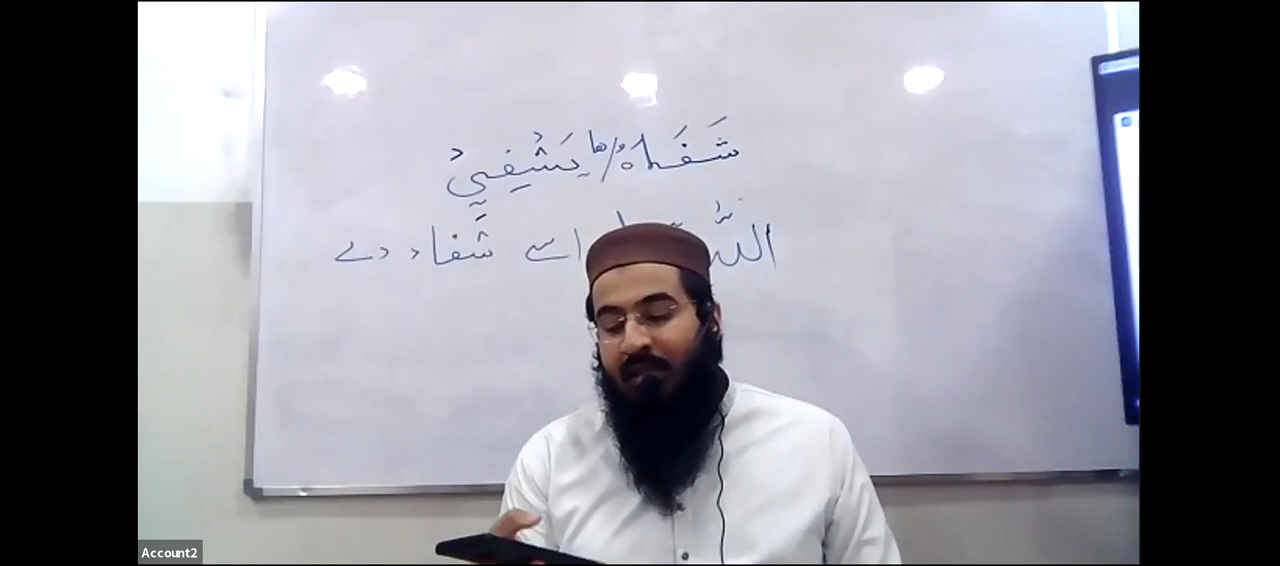 شَفَاهُ/هَا يَشْفِيْ
اللّٰہ اسے شفاء دے
Account2